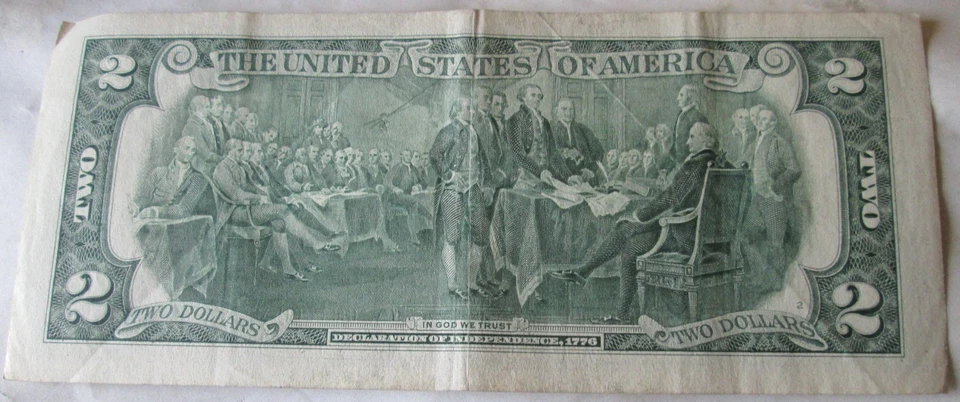 2 THE UNITED STATES OF AMERICA 2
TWO
TWO
2 TWO DOLLARS
IN GOD WE TRUST
DECLARATION OF INDEPENDENCE, 1776
TWO DOLLARS 2
3